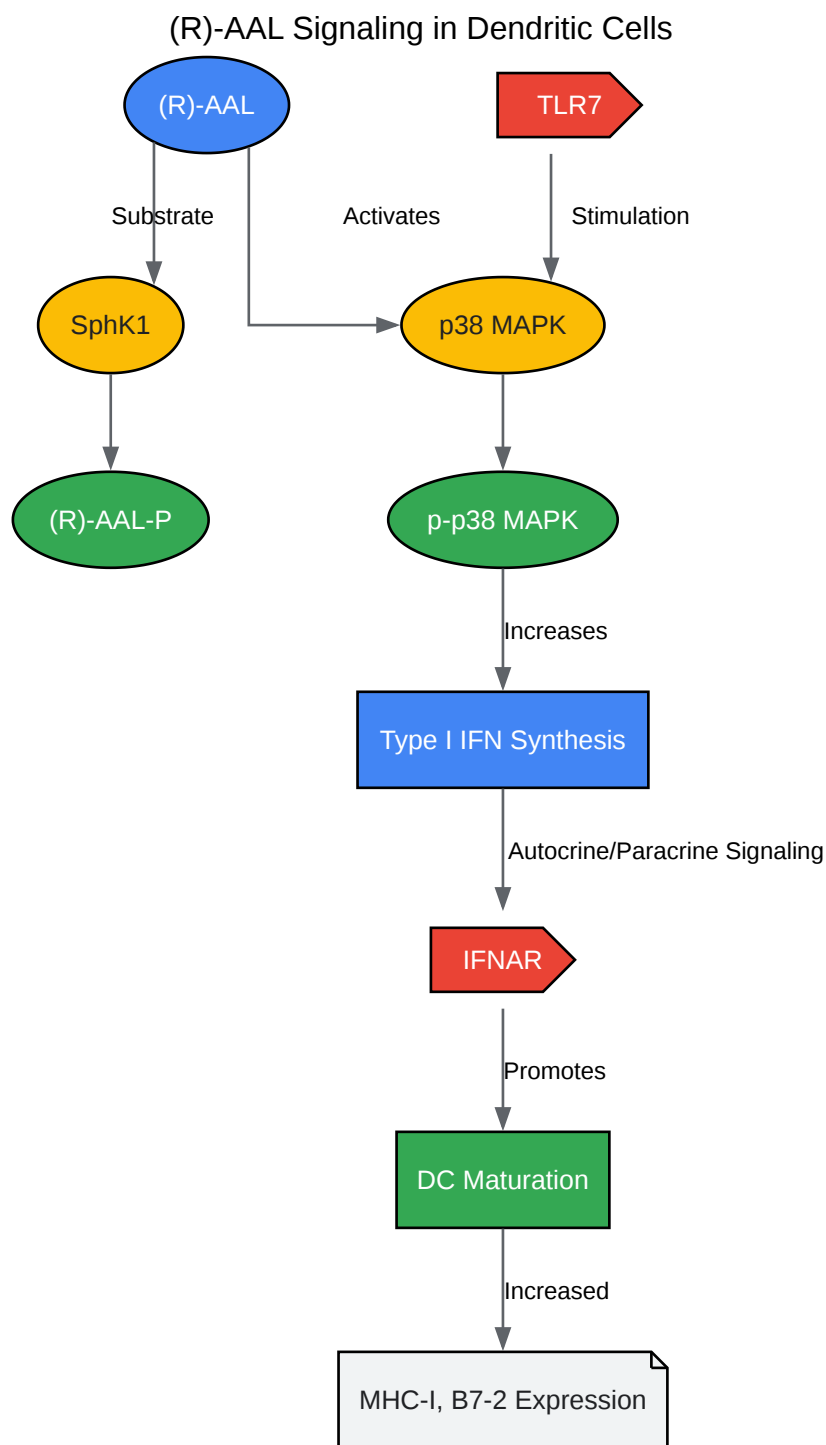 (R)-AAL Signaling in Dendritic Cells
(R)-AAL
TLR7
Substrate
Activates
Stimulation
SphK1
p38 MAPK
(R)-AAL-P
p-p38 MAPK
Increases
Type I IFN Synthesis
Autocrine/Paracrine Signaling
IFNAR
Promotes
DC Maturation
Increased
MHC-I, B7-2 Expression